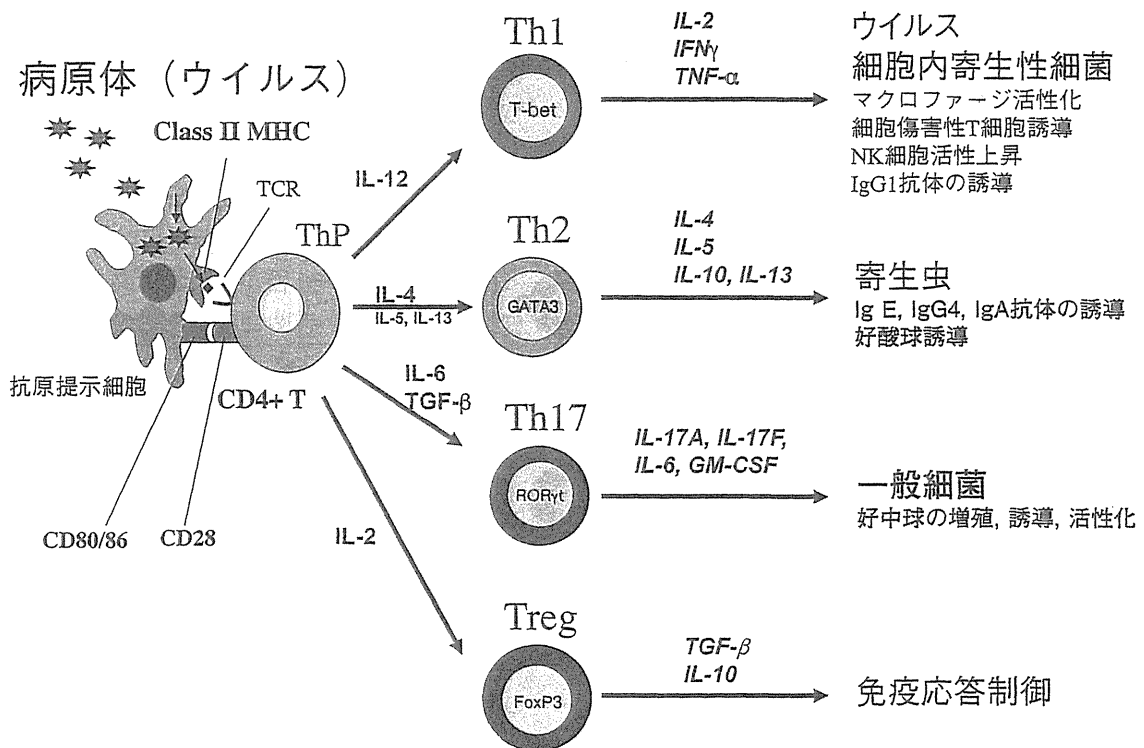 病原体（ウイルス）
Class II MHC
TCR
ThP
抗原提示細胞
CD4+ T
CD80/86
CD28
IL-12
IL-4
IL-5, IL-13
IL-6
TGF-β
IL-2
Th1
T-bet
IL-2
IFNγ
TNF-α
ウイルス
細胞内寄生性細菌
マクロファージ活性化
細胞傷害性T細胞誘導
NK細胞活性上昇
IgG1抗体の誘導
Th2
GATA3
IL-4
IL-5
IL-10, IL-13
寄生虫
Ig E, IgG4, IgA抗体の誘導
好酸球誘導
Th17
RORγt
IL-17A, IL-17F,
IL-6, GM-CSF
一般細菌
好中球の増殖, 誘導, 活性化
Treg
FoxP3
TGF-β
IL-10
免疫応答制御